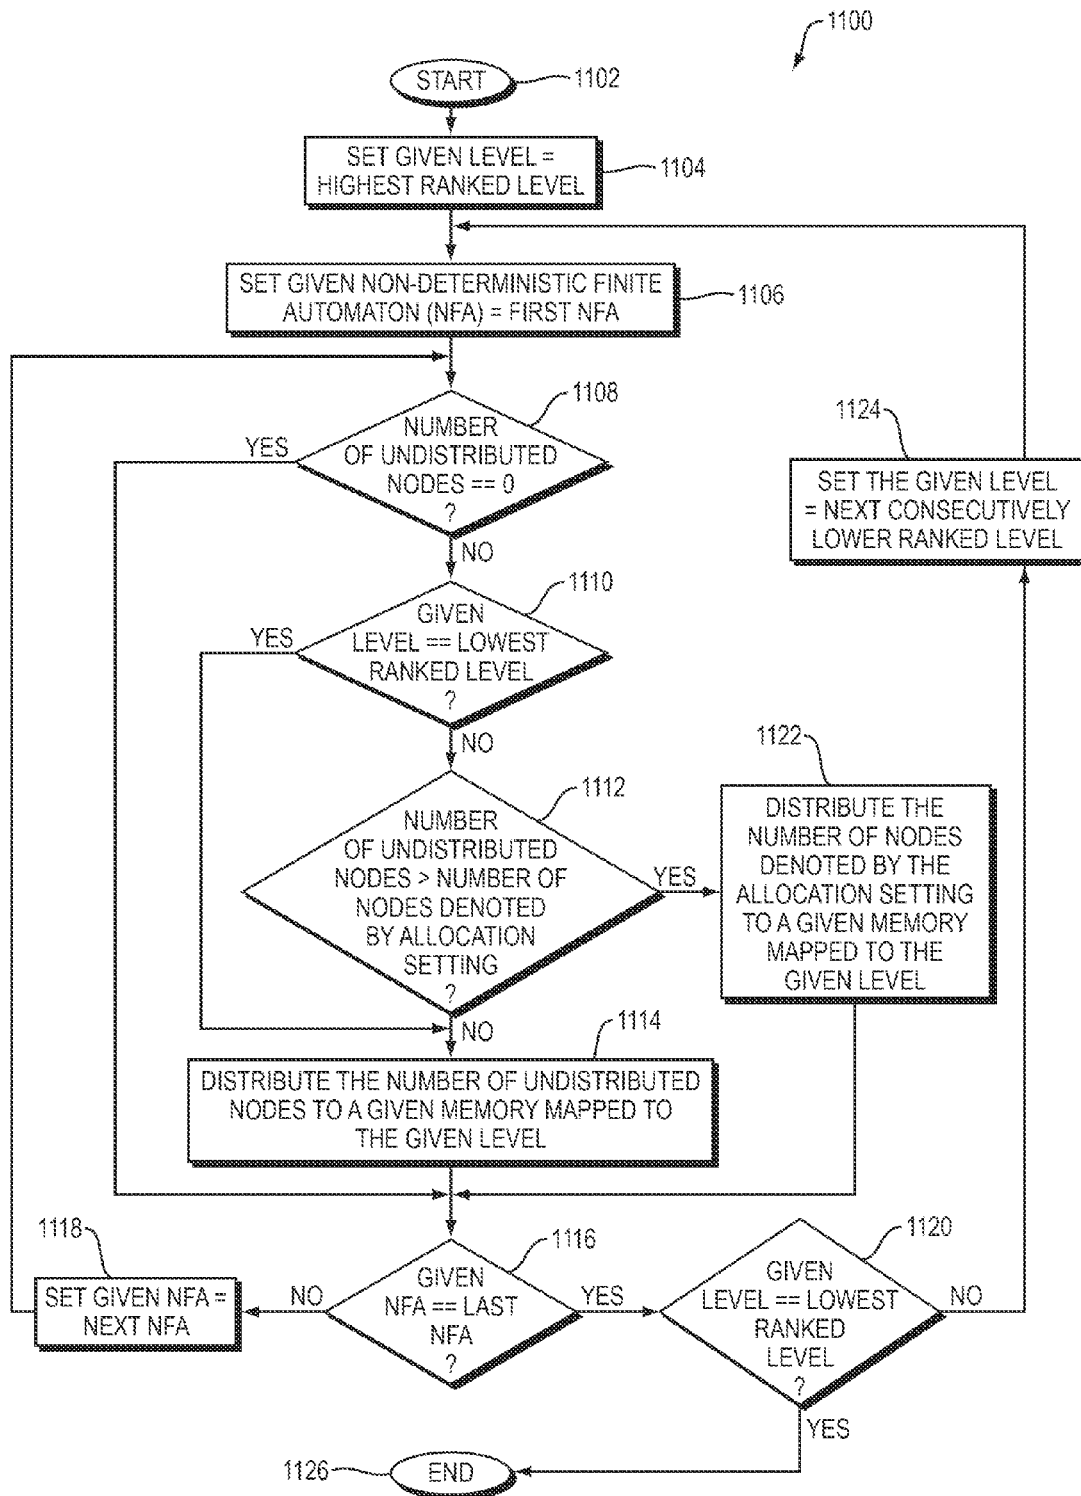 1100
START
1102
SET GIVEN LEVEL =
HIGHEST RANKED LEVEL
1104
SET GIVEN NON-DETERMINISTIC FINITE
AUTOMATON (NFA) = FIRST NFA
1106
1108
NUMBER
OF UNDISTRIBUTED
NODES == 0
?
YES
NO
1124
SET THE GIVEN LEVEL
= NEXT CONSECUTIVELY
LOWER RANKED LEVEL
1110
GIVEN
LEVEL == LOWEST
RANKED LEVEL
?
YES
NO
1112
NUMBER
OF UNDISTRIBUTED
NODES > NUMBER OF
NODES DENOTED
BY ALLOCATION
SETTING
?
YES
NO
1122
DISTRIBUTE THE
NUMBER OF NODES
DENOTED BY THE
ALLOCATION SETTING
TO A GIVEN MEMORY
MAPPED TO THE
GIVEN LEVEL
1114
DISTRIBUTE THE NUMBER OF UNDISTRIBUTED
NODES TO A GIVEN MEMORY MAPPED TO
THE GIVEN LEVEL
1118
SET GIVEN NFA =
NEXT NFA
NO
1116
GIVEN
NFA == LAST
NFA
?
YES
1120
GIVEN
LEVEL == LOWEST
RANKED
LEVEL
?
NO
YES
1126
END